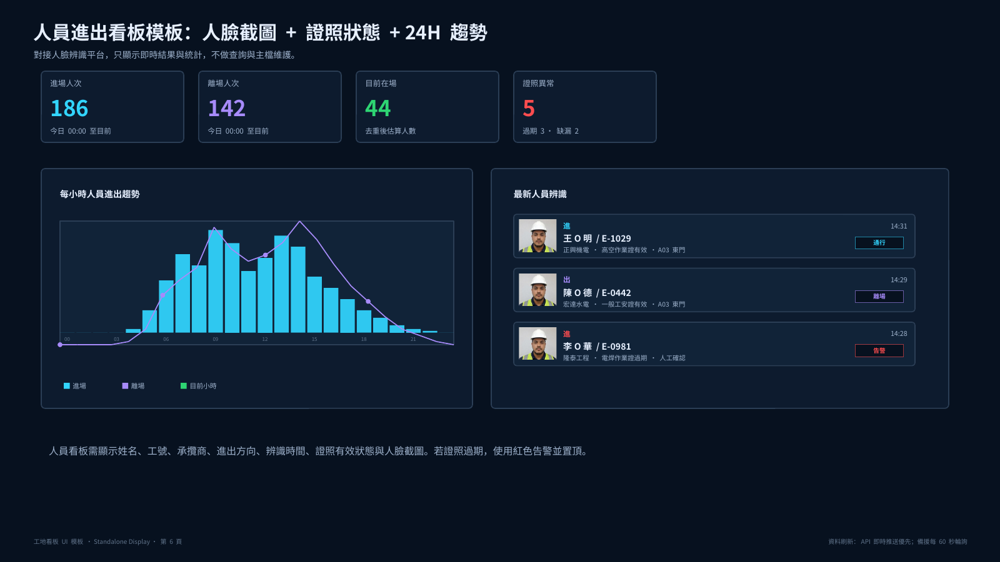 人員進出看板模板：人臉截圖 + 證照狀態 + 24H 趨勢
對接人臉辨識平台，只顯示即時結果與統計，不做查詢與主檔維護。
進場人次
186
今日 00:00 至目前
離場人次
142
今日 00:00 至目前
目前在場
44
去重後估算人數
證照異常
5
過期 3 · 缺漏 2
每小時人員進出趨勢
00 03 06 09 12 15 18 21
進場 離場 目前小時
最新人員辨識
進
14:31
王 O 明 / E-1029
通行
正興機電 · 高空作業證有效 · A03 東門
出
14:29
陳 O 德 / E-0442
離場
宏達水電 · 一般工安證有效 · A03 東門
進
14:28
李 O 華 / E-0981
告警
隆泰工程 · 電焊作業證過期 · 人工確認
人員看板需顯示姓名、工號、承攬商、進出方向、辨識時間、證照有效狀態與人臉截圖。若證照過期，使用紅色告警並置頂。
工地看板 UI 模板 · Standalone Display · 第 6 頁
資料刷新： API 即時推送優先；備援每 60 秒輪詢